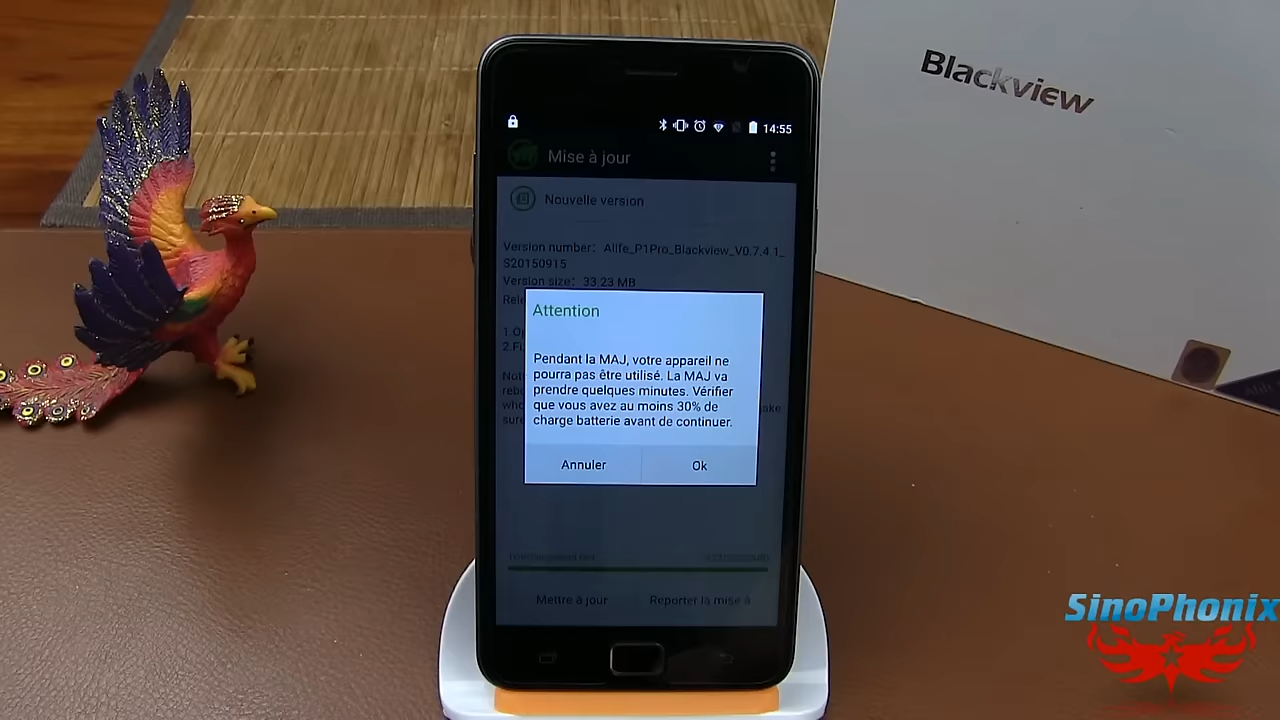 Blackview
14:55
Mise à jour
Nouvelle version
Version number: Alife_P1Pro_Blackview_V0.7.4.1_
S20150915
Version size: 33.23 MB
Attention
Pendant la MAJ, votre appareil ne
pourra pas être utilisé. La MAJ va
prendre quelques minutes. Vérifier
que vous avez au moins 30% de
charge batterie avant de continuer.
Annuler
Ok
Mettre à jour
Reporter la mise à
SinoPhonix